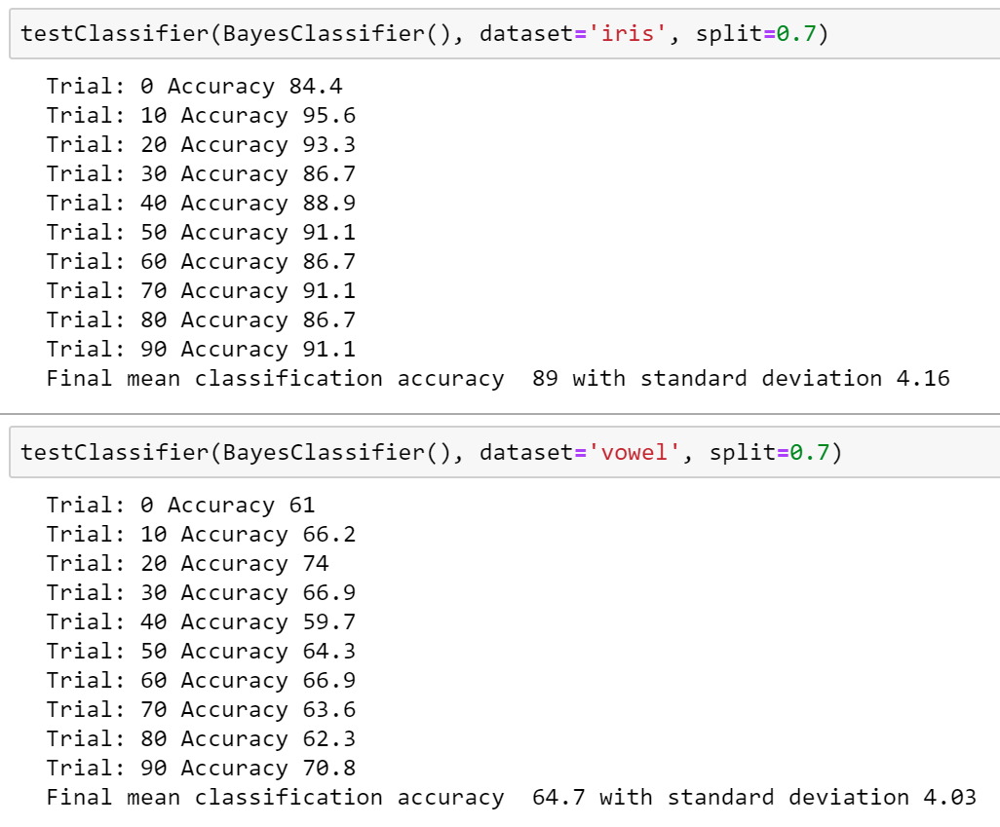 testClassifier(BayesClassifier(), dataset='iris', split=0.7)
Trial: 0 Accuracy 84.4
Trial: 10 Accuracy 95.6
Trial: 20 Accuracy 93.3
Trial: 30 Accuracy 86.7
Trial: 40 Accuracy 88.9
Trial: 50 Accuracy 91.1
Trial: 60 Accuracy 86.7
Trial: 70 Accuracy 91.1
Trial: 80 Accuracy 86.7
Trial: 90 Accuracy 91.1
Final mean classification accuracy  89 with standard deviation 4.16
testClassifier(BayesClassifier(), dataset='vowel', split=0.7)
Trial: 0 Accuracy 61
Trial: 10 Accuracy 66.2
Trial: 20 Accuracy 74
Trial: 30 Accuracy 66.9
Trial: 40 Accuracy 59.7
Trial: 50 Accuracy 64.3
Trial: 60 Accuracy 66.9
Trial: 70 Accuracy 63.6
Trial: 80 Accuracy 62.3
Trial: 90 Accuracy 70.8
Final mean classification accuracy  64.7 with standard deviation 4.03